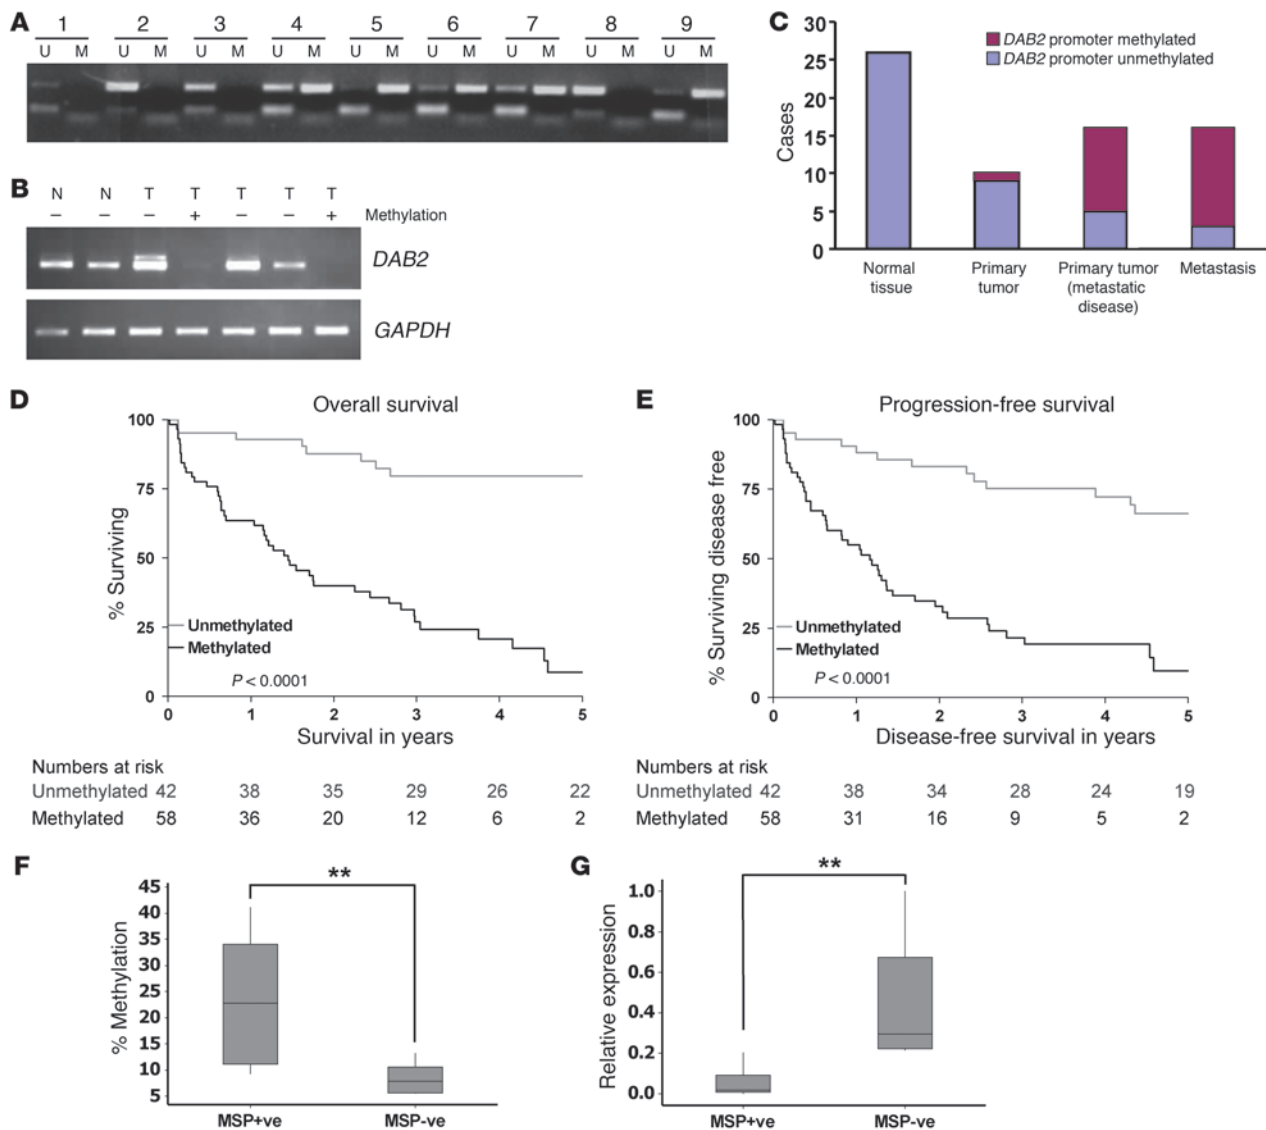 A
1 2 3 4 5 6 7 8 9
U M U M U M U M U M U M U M U M U M
B
N N T T T T T
– – – + – – + Methylation
DAB2
GAPDH
C
30
25
20
15
10
5
0
Cases
DAB2 promoter methylated
DAB2 promoter unmethylated
Normal tissue
Primary tumor
Primary tumor (metastatic disease)
Metastasis
D
Overall survival
100
75
50
25
0
% Surviving
Unmethylated
Methylated
P < 0.0001
0 1 2 3 4 5
Survival in years
Numbers at risk
Unmethylated 42 38 35 29 26 22
Methylated 58 36 20 12 6 2
E
Progression-free survival
100
75
50
25
0
% Surviving disease free
Unmethylated
Methylated
P < 0.0001
0 1 2 3 4 5
Disease-free survival in years
Numbers at risk
Unmethylated 42 38 34 28 24 19
Methylated 58 31 16 9 5 2
F
**
45
40
35
30
25
20
15
10
5
% Methylation
MSP+ve MSP-ve
G
**
1.0
0.8
0.6
0.4
0.2
0.0
Relative expression
MSP+ve MSP-ve